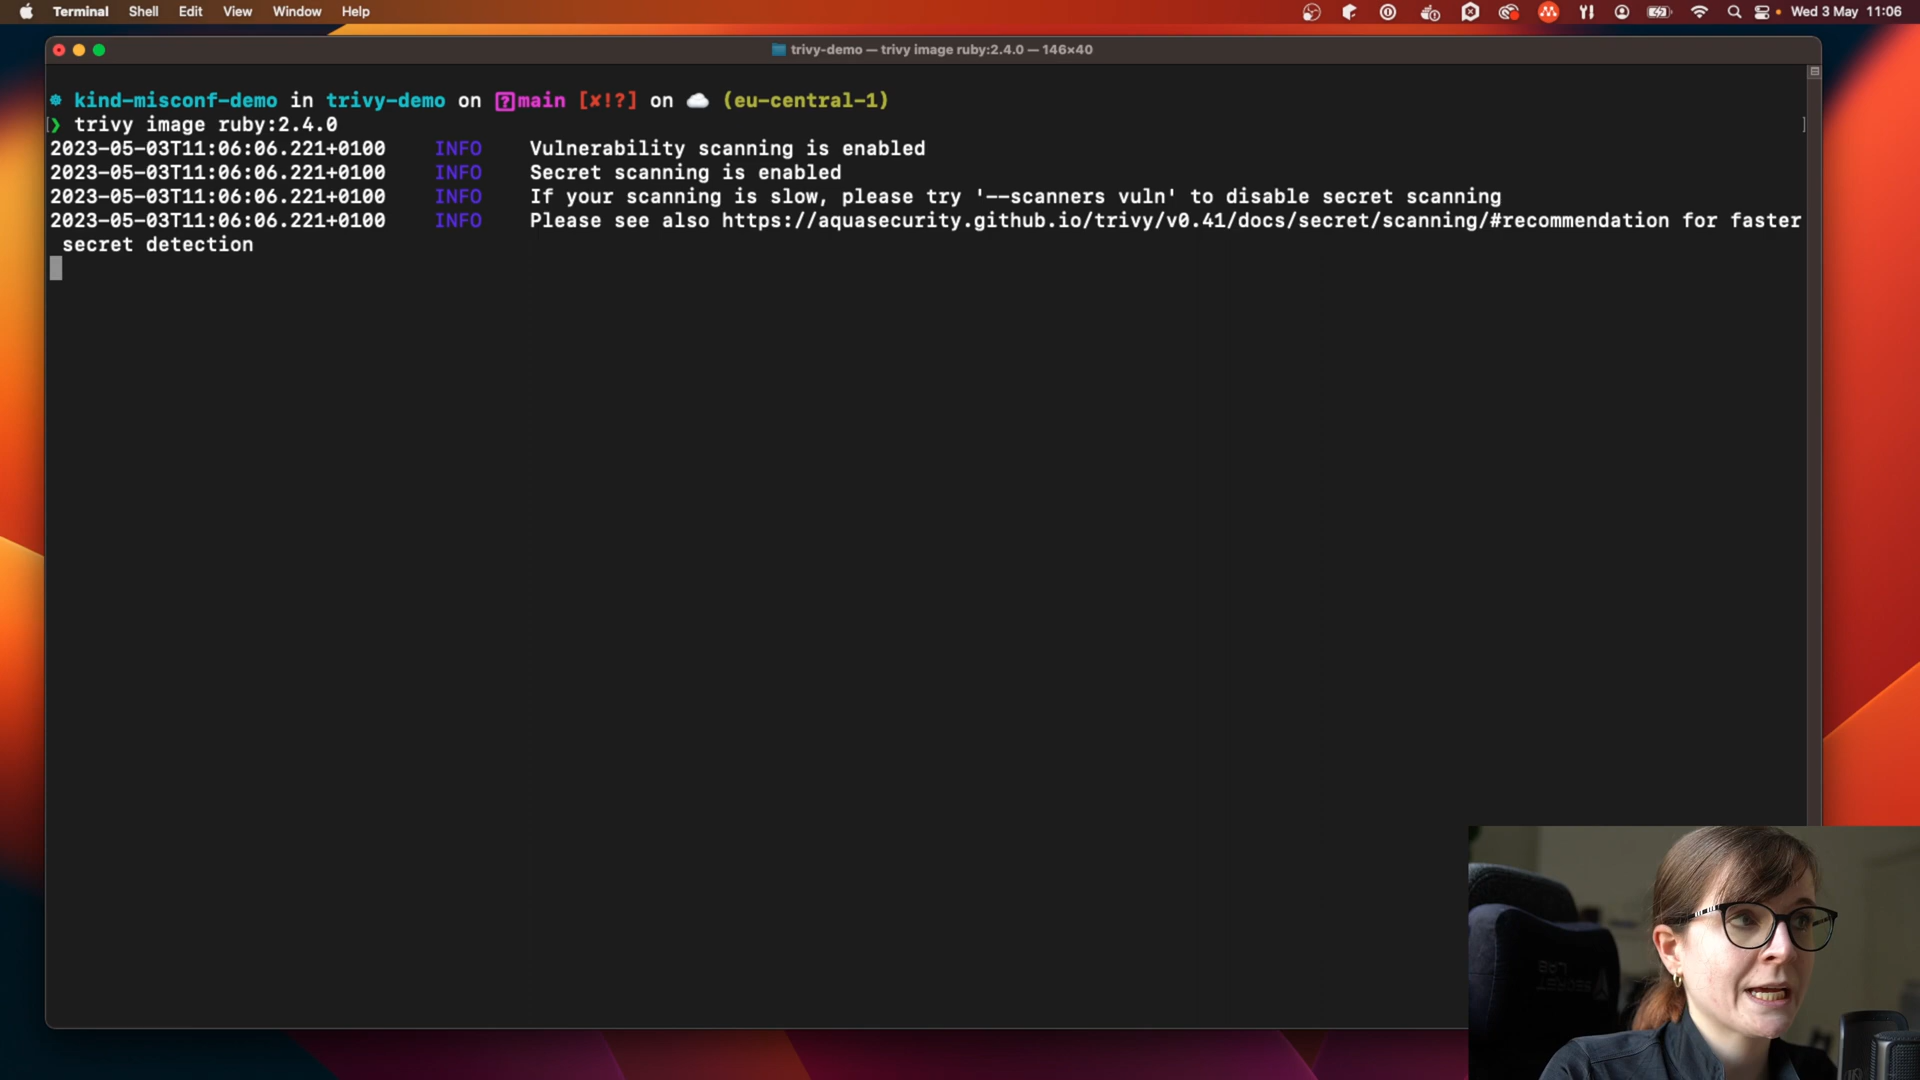 Terminal Shell Edit View Window Help Wed 3 May 11:06
trivy-demo — trivy image ruby:2.4.0 — 146×40
kind-misconf-demo in trivy-demo on [?]main [✘!?] on ☁️ (eu-central-1)
❯ trivy image ruby:2.4.0
2023-05-03T11:06:06.221+0100 INFO Vulnerability scanning is enabled
2023-05-03T11:06:06.221+0100 INFO Secret scanning is enabled
2023-05-03T11:06:06.221+0100 INFO If your scanning is slow, please try '--scanners vuln' to disable secret scanning
2023-05-03T11:06:06.221+0100 INFO Please see also https://aquasecurity.github.io/trivy/v0.41/docs/secret/scanning/#recommendation for faster
secret detection